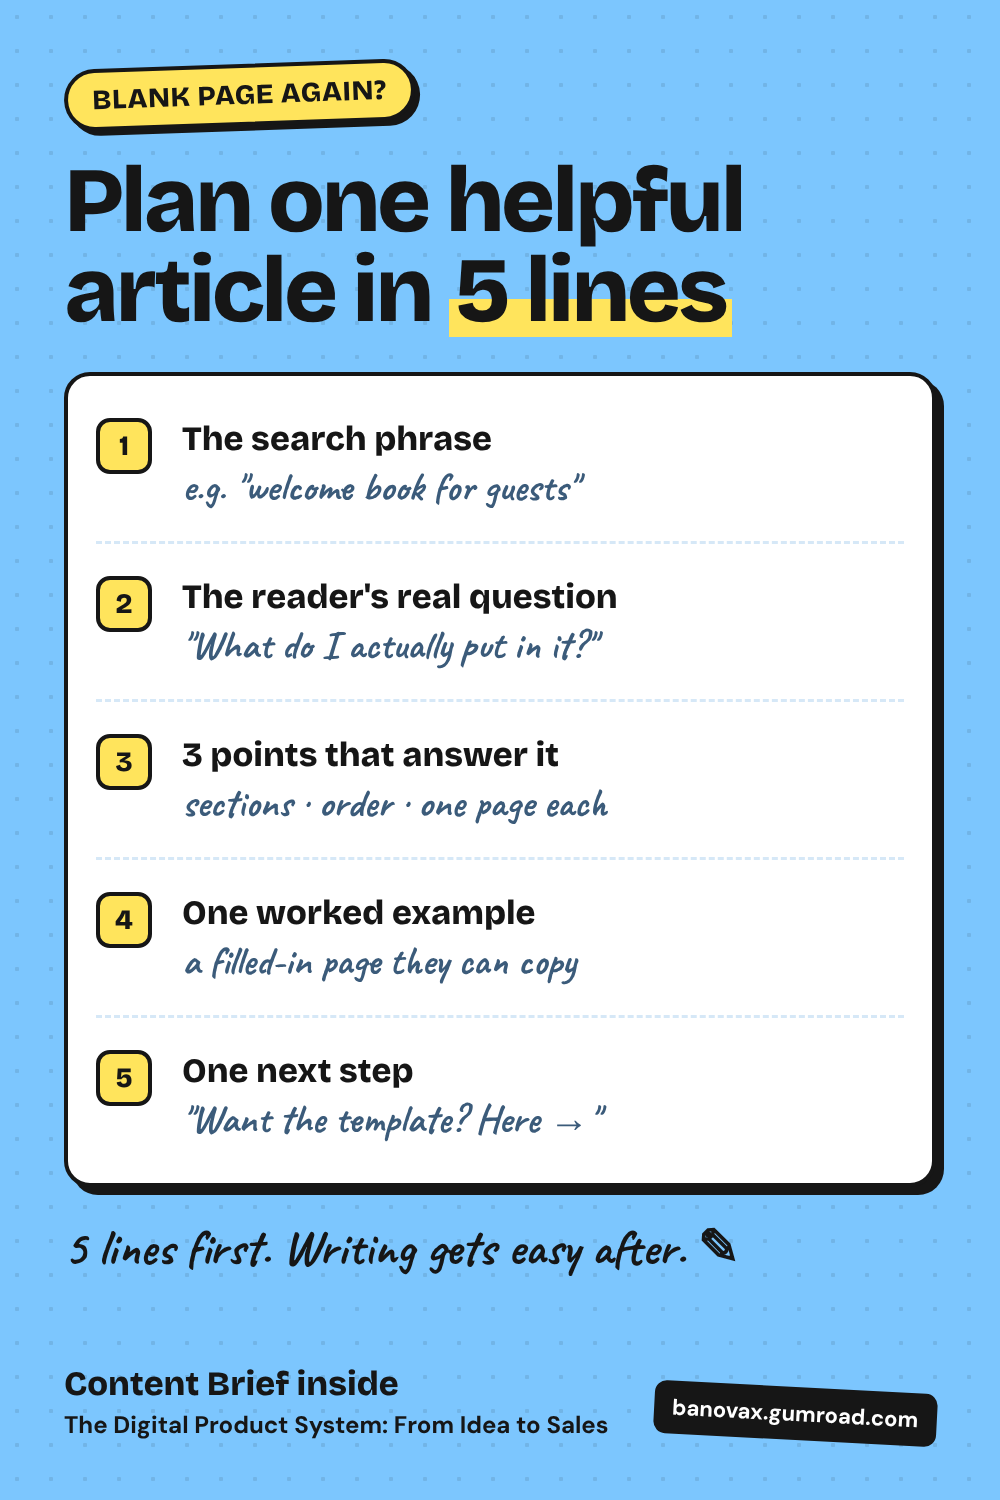 BLANK PAGE AGAIN?
Plan one helpful
article in 5 lines
1
The search phrase
e.g. "welcome book for guests"
2
The reader's real question
"What do I actually put in it?"
3
3 points that answer it
sections · order · one page each
4
One worked example
a filled-in page they can copy
5
One next step
"Want the template? Here → "
5 lines first. Writing gets easy after. ✎
Content Brief inside
The Digital Product System: From Idea to Sales
banovax.gumroad.com